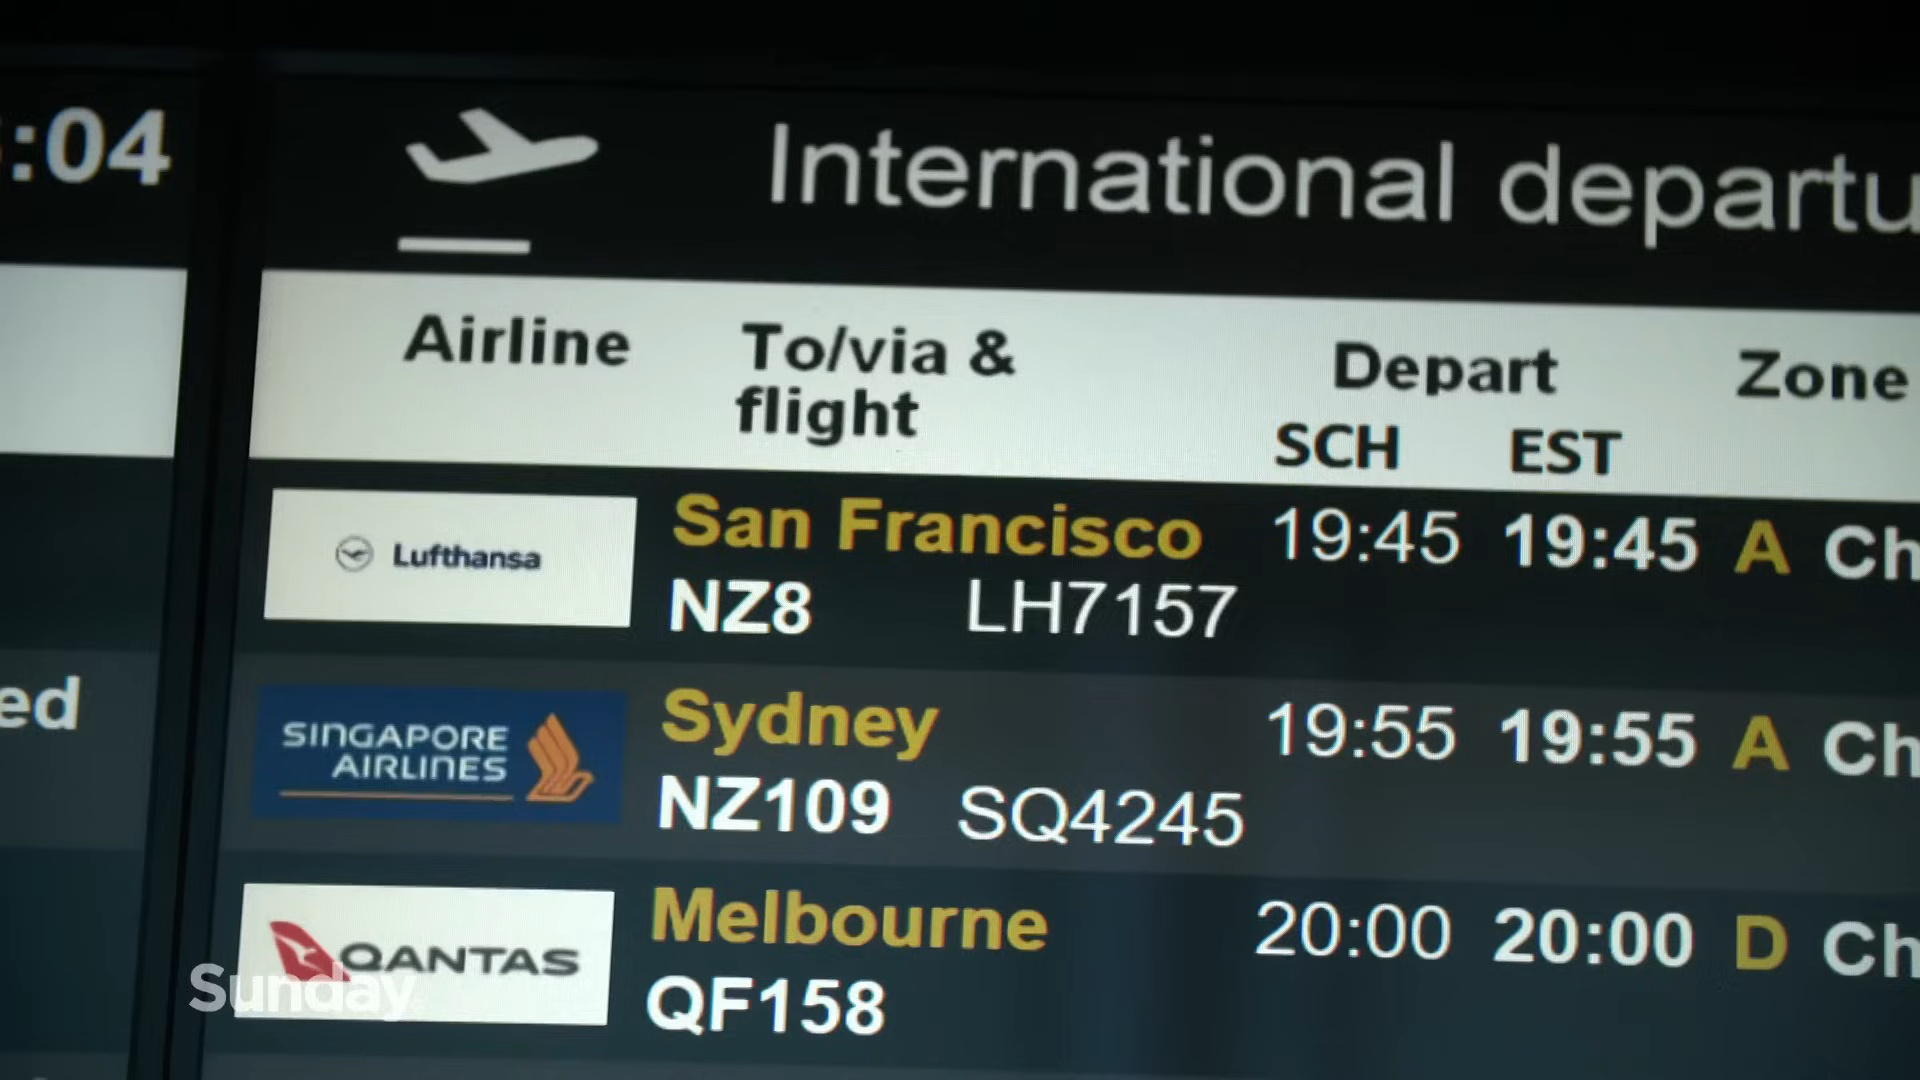 :04
International departu
Airline To/via & Depart Zone
flight SCH EST
Lufthansa San Francisco 19:45 19:45 A Ch
NZ8 LH7157
ed
SINGAPORE AIRLINES Sydney 19:55 19:55 A Ch
NZ109 SQ4245
QANTAS Melbourne 20:00 20:00 D Ch
QF158
Sunday